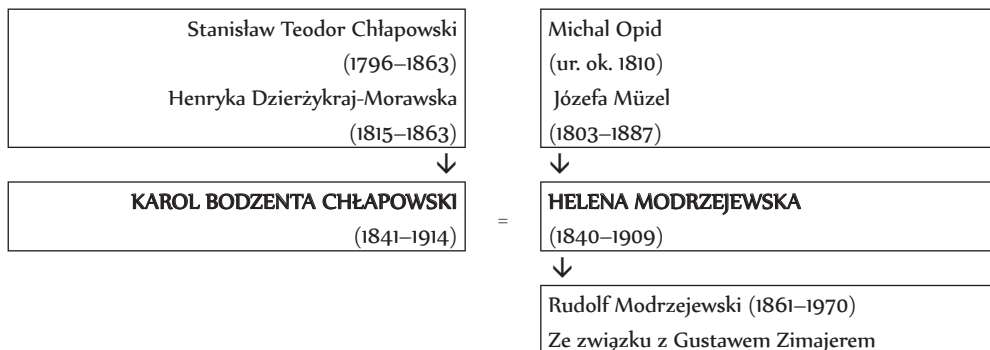 Stanisław Teodor Chłapowski
(1796–1863)
Henryka Dzierżykraj-Morawska
(1815–1863)
Michal Opid
(ur. ok. 1810)
Józefa Müzel
(1803–1887)
↓
↓
KAROL BODZENTA CHŁAPOWSKI
(1841–1914)
=
HELENA MODRZEJEWSKA
(1840–1909)
↓
Rudolf Modrzejewski (1861–1970)
Ze związku z Gustawem Zimajerem